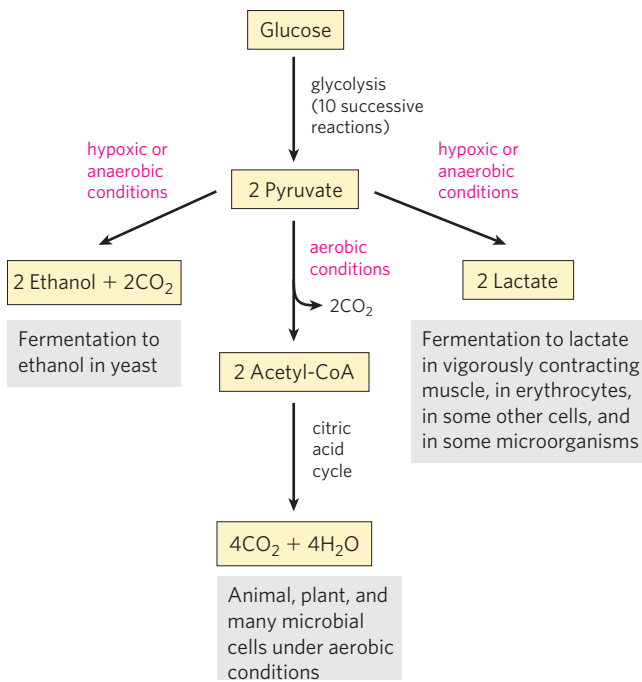 Glucose
glycolysis
(10 successive
reactions)
hypoxic or
anaerobic
conditions
2 Pyruvate
hypoxic or
anaerobic
conditions
2 Ethanol + 2CO₂
aerobic
conditions
2CO₂
2 Lactate
Fermentation to
ethanol in yeast
Fermentation to lactate
in vigorously contracting
muscle, in erythrocytes,
in some other cells, and
in some microorganisms
2 Acetyl-CoA
citric
acid
cycle
4CO₂ + 4H₂O
Animal, plant, and
many microbial
cells under aerobic
conditions